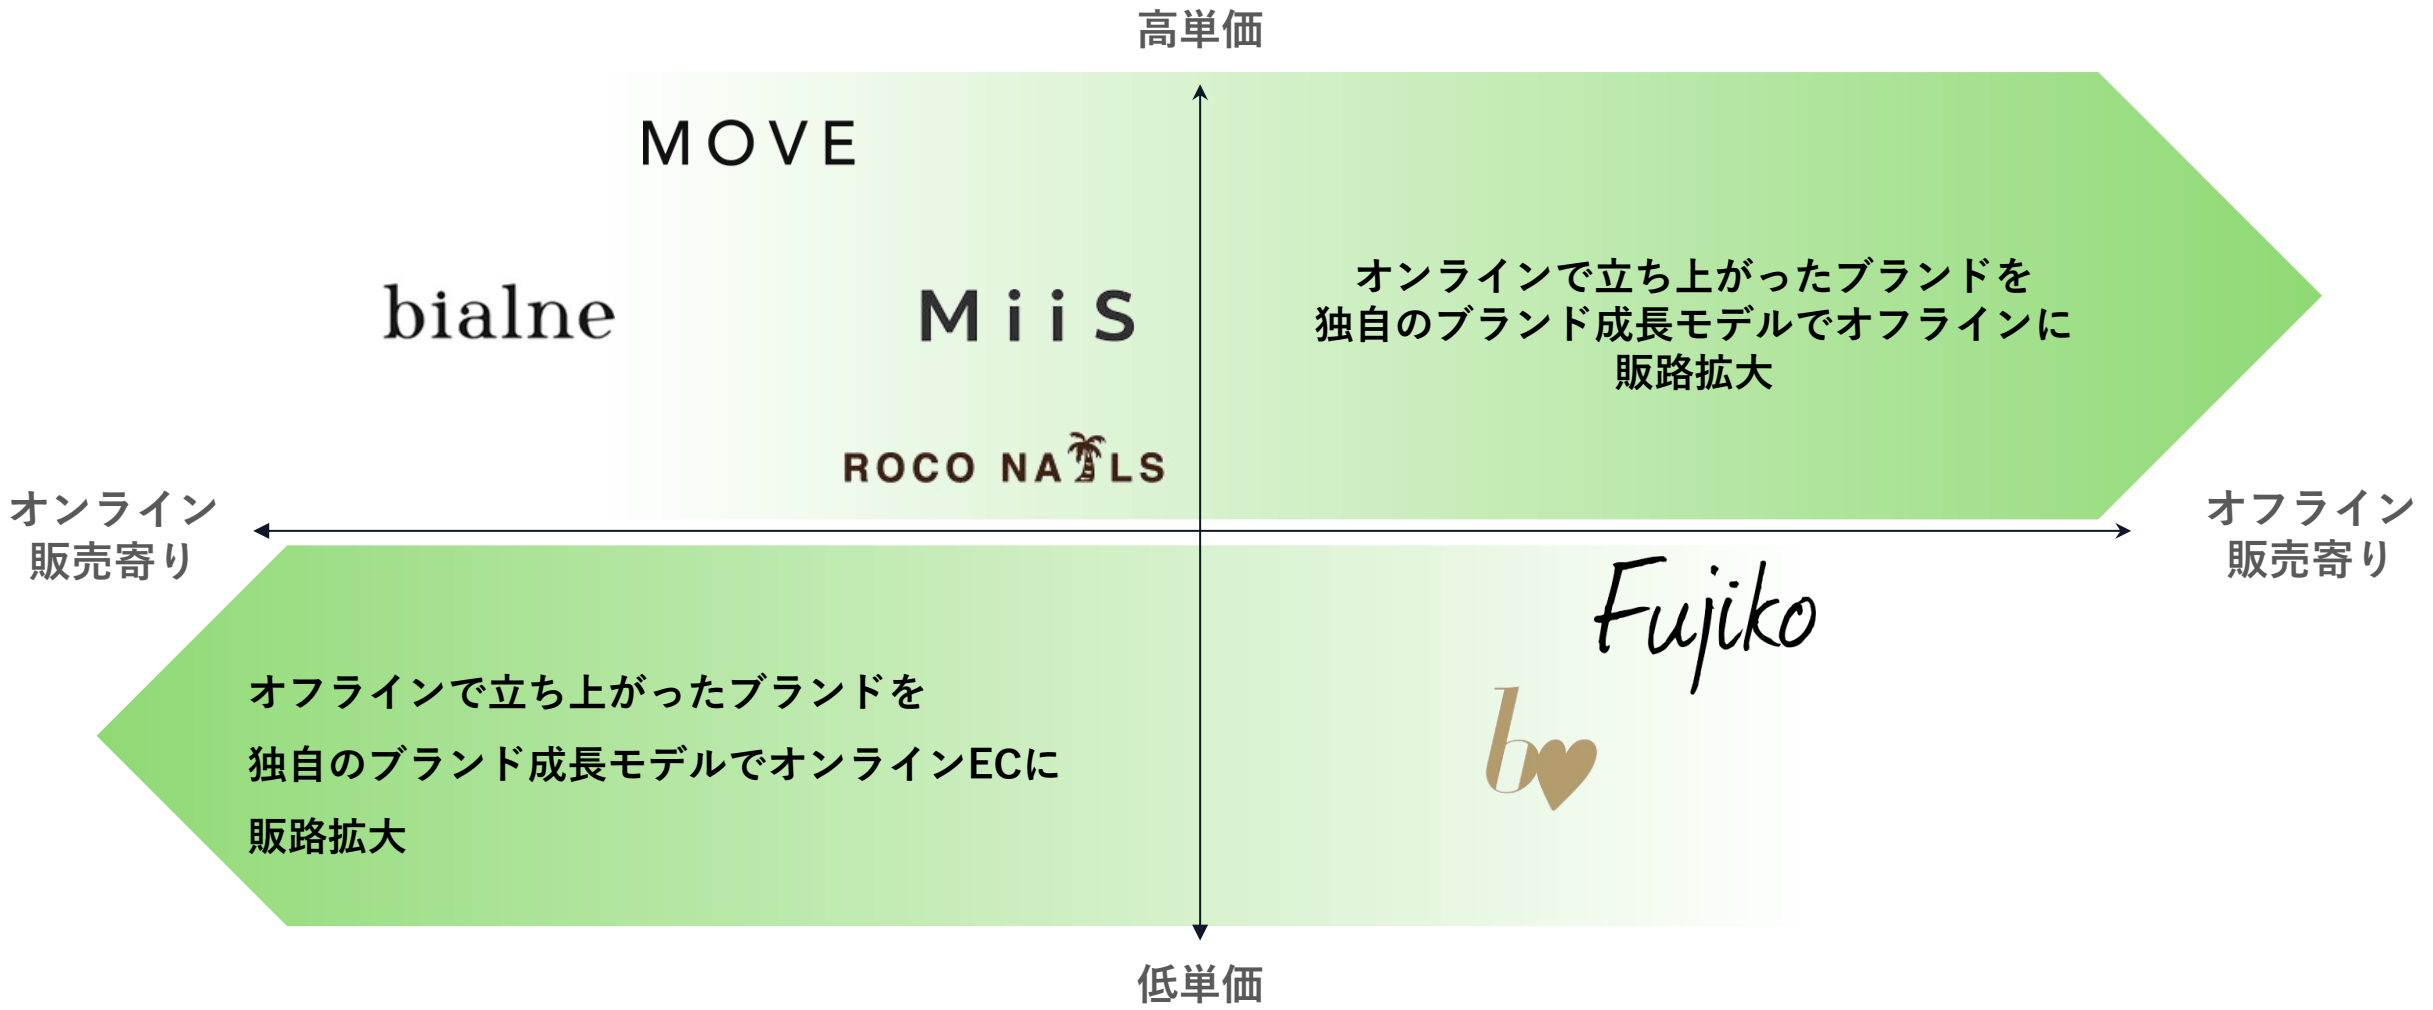 高単価
MOVE
bialne
MiiS
ROCO NAILS
オンラインで立ち上がったブランドを
独自のブランド成長モデルでオフラインに
販路拡大
オンライン
販売寄り
オフライン
販売寄り
Fujiko
b
オフラインで立ち上がったブランドを
独自のブランド成長モデルでオンラインECに
販路拡大
低単価